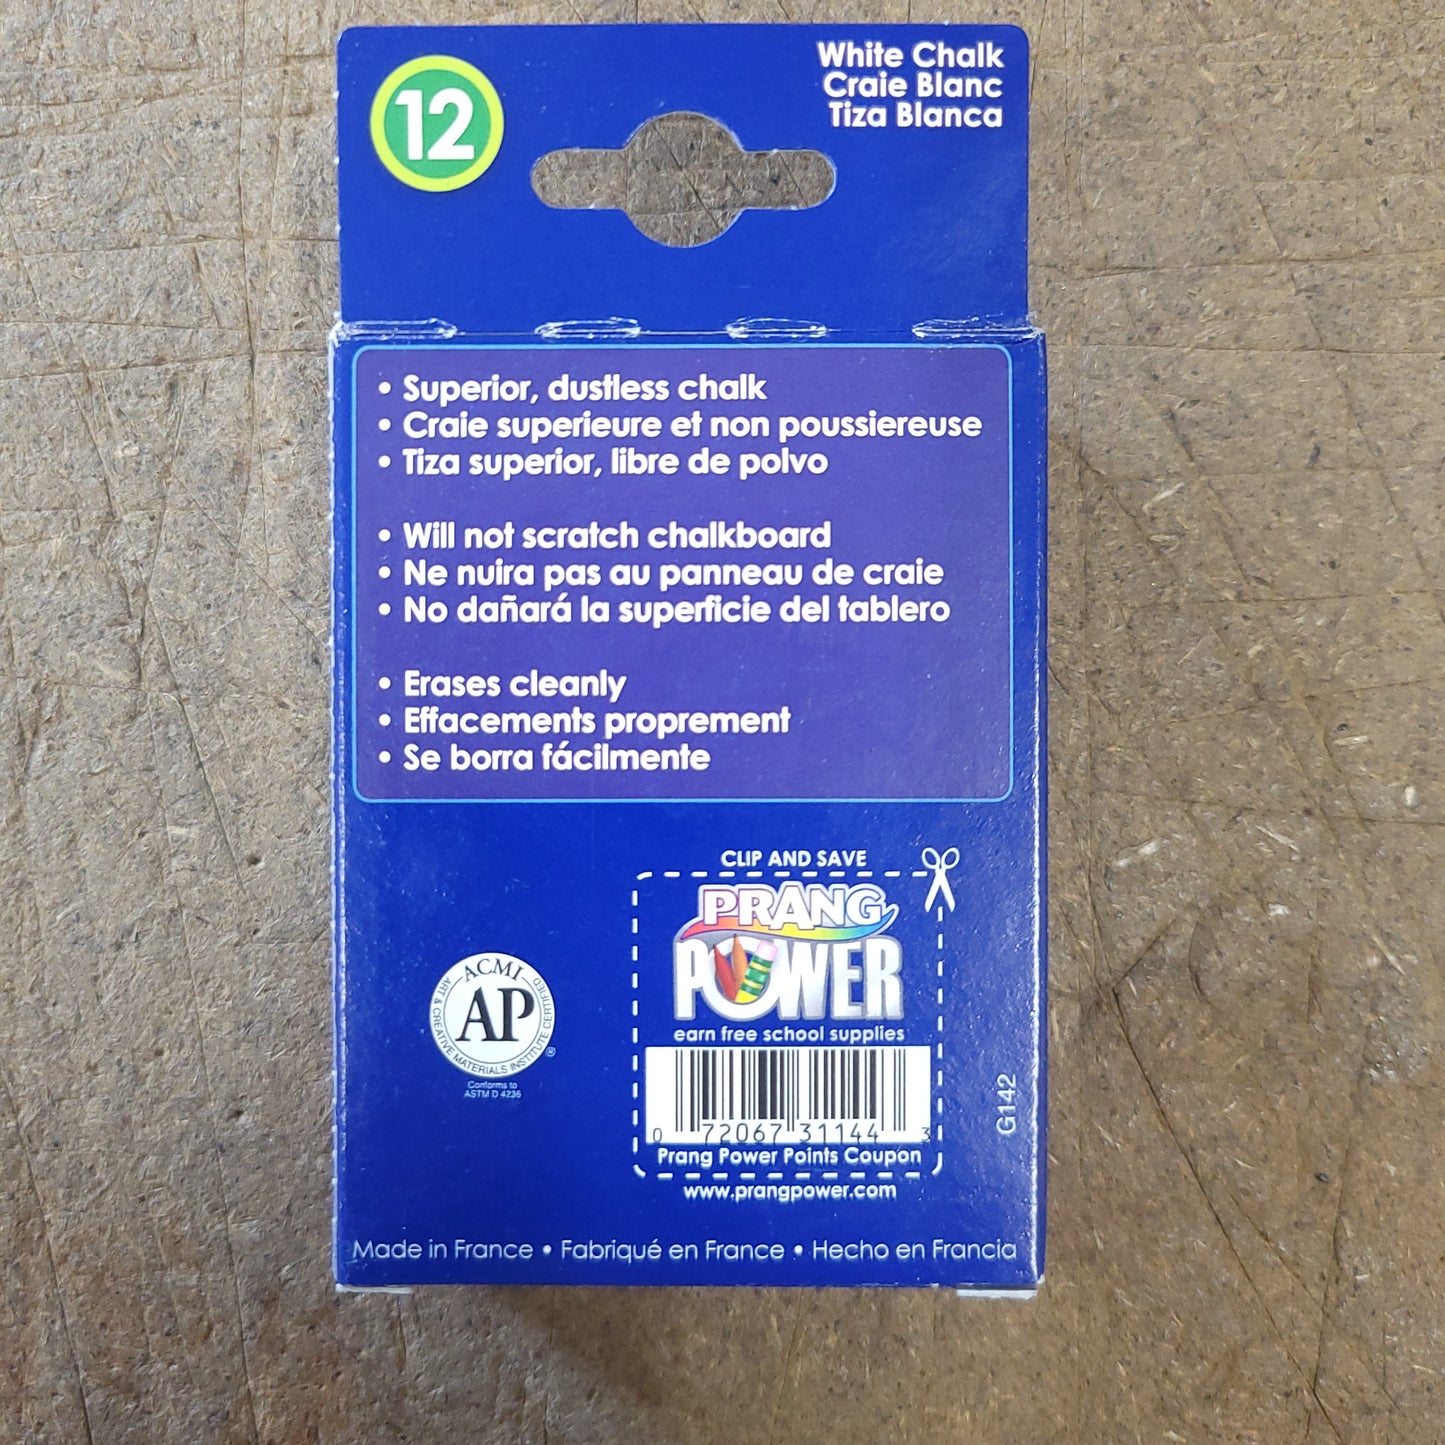 12
White Chalk
Craie Blanc
Tiza Blanca
• Superior, dustless chalk
• Craie superieure et non poussiereuse
• Tiza superior, libre de polvo
• Will not scratch chalkboard
• Ne nuira pas au panneau de craie
• No dañará la superficie del tablero
• Erases cleanly
• Effacements proprement
• Se borra fácilmente
CLIP AND SAVE
PRANG
POWER
earn free school supplies
0 72067 31144 3
Prang Power Points Coupon
www.prangpower.com
ACMI
AP
ART & CREATIVE MATERIALS INSTITUTE CERTIFIED
®
Conforms to
ASTM D 4236
G142
Made in France • Fabriqué en France • Hecho en Francia